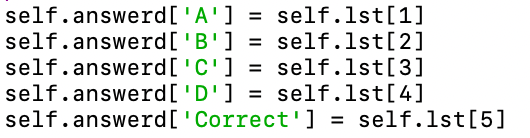 self.answerd['A'] = self.lst[1]
self.answerd['B'] = self.lst[2]
self.answerd['C'] = self.lst[3]
self.answerd['D'] = self.lst[4]
self.answerd['Correct'] = self.lst[5]